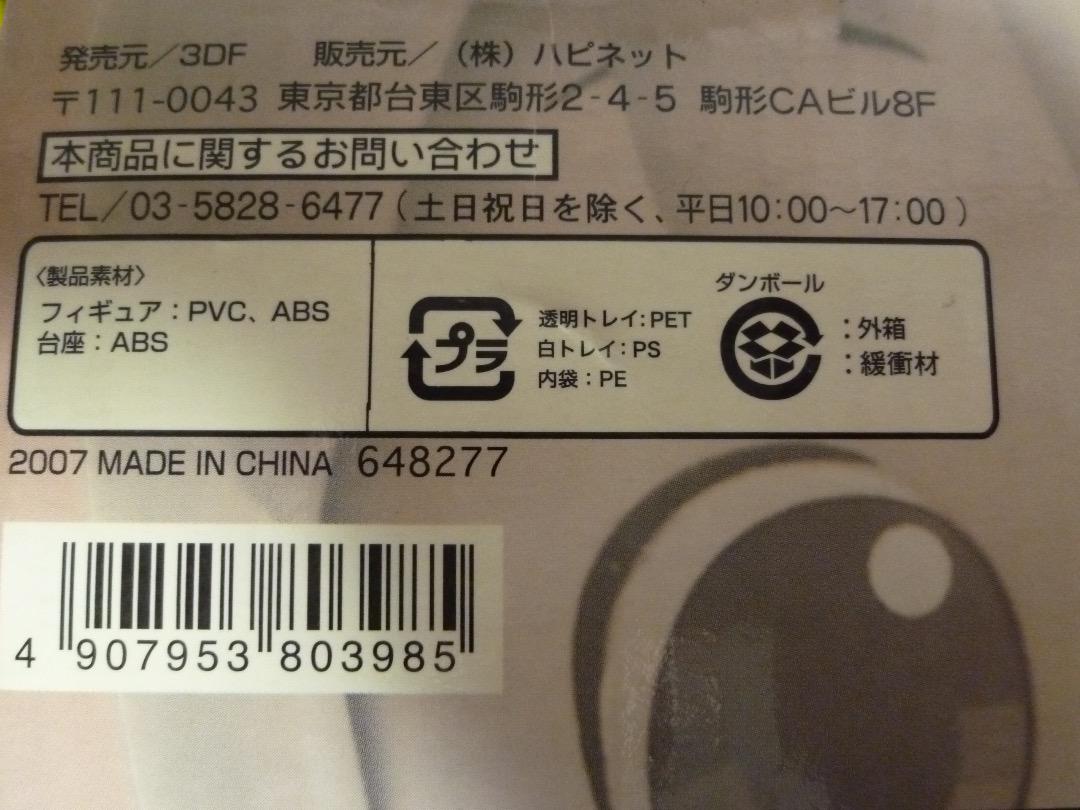 発売元／3DF 販売元／（株）ハピネット
〒111-0043 東京都台東区駒形2-4-5 駒形CAビル8F
本商品に関するお問い合わせ
TEL／03-5828-6477（土日祝日を除く、平日10:00〜17:00）
〈製品素材〉
フィギュア：PVC、ABS
台座：ABS
プラ
透明トレイ：PET
白トレイ：PS
内袋：PE
ダンボール
：外箱
：緩衝材
2007 MADE IN CHINA 648277
4 907953 803985